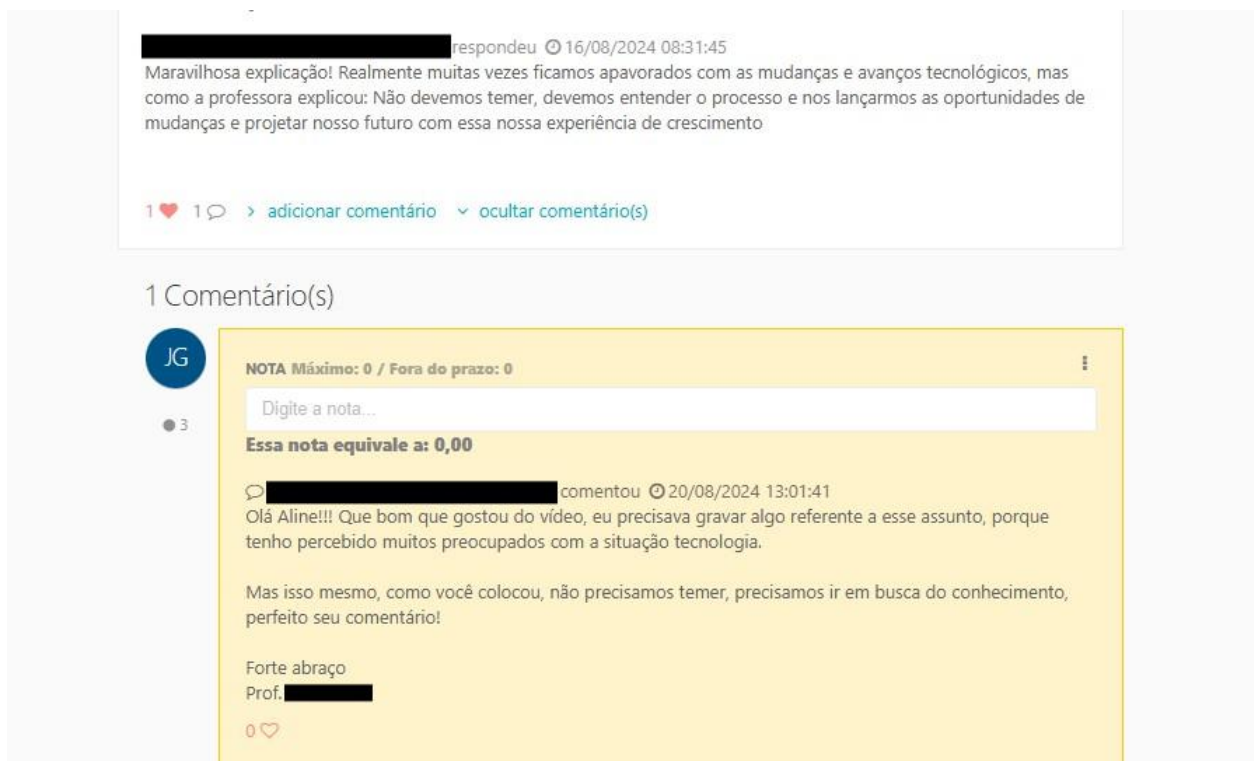 respondeu 16/08/2024 08:31:45
Maravilhosa explicação! Realmente muitas vezes ficamos apavorados com as mudanças e avanços tecnológicos, mas
como a professora explicou: Não devemos temer, devemos entender o processo e nos lançarmos as oportunidades de
mudanças e projetar nosso futuro com essa nossa experiência de crescimento
1 1 > adicionar comentário ocultar comentário(s)
1 Comentário(s)
JG
NOTA Máximo: 0 / Fora do prazo: 0
Digite a nota...
3
Essa nota equivale a: 0,00
comentou 20/08/2024 13:01:41
Olá Aline!!! Que bom que gostou do vídeo, eu precisava gravar algo referente a esse assunto, porque
tenho percebido muitos preocupados com a situação tecnologia.
Mas isso mesmo, como você colocou, não precisamos temer, precisamos ir em busca do conhecimento,
perfeito seu comentário!
Forte abraço
Prof.
0